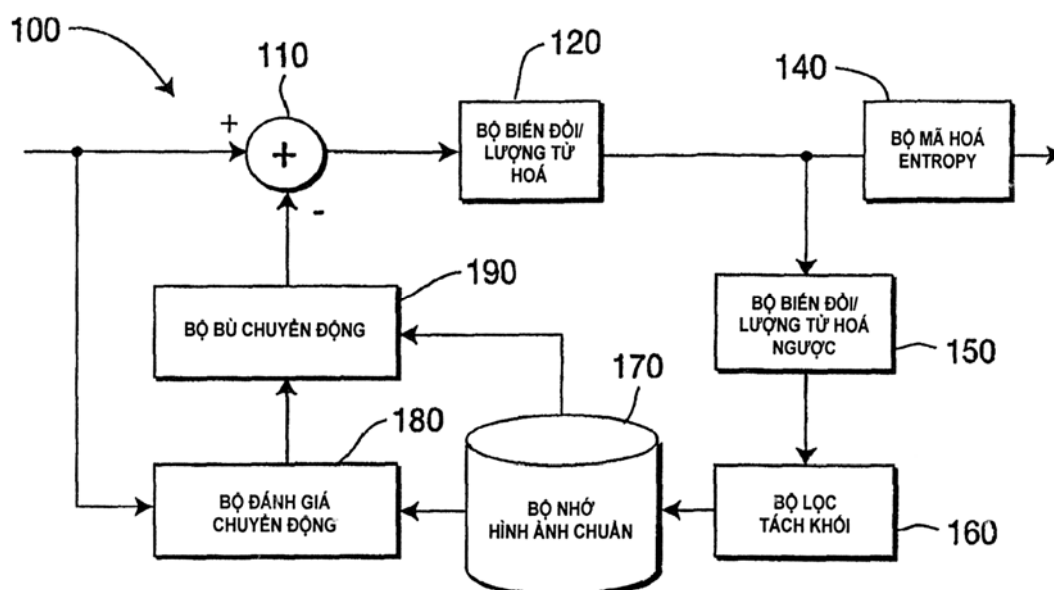 100
110
+
+
-
120
BỘ BIẾN ĐỔI/
LƯỢNG TỬ
HOÁ
140
BỘ MÃ HOÁ
ENTROPY
190
BỘ BÙ CHUYỂN ĐỘNG
BỘ BIẾN ĐỔI/
LƯỢNG TỬ HOÁ
NGƯỢC
150
180
BỘ ĐÁNH GIÁ
CHUYỂN ĐỘNG
170
BỘ NHỚ
HÌNH ẢNH CHUẨN
BỘ LỌC
TÁCH KHỐI
160